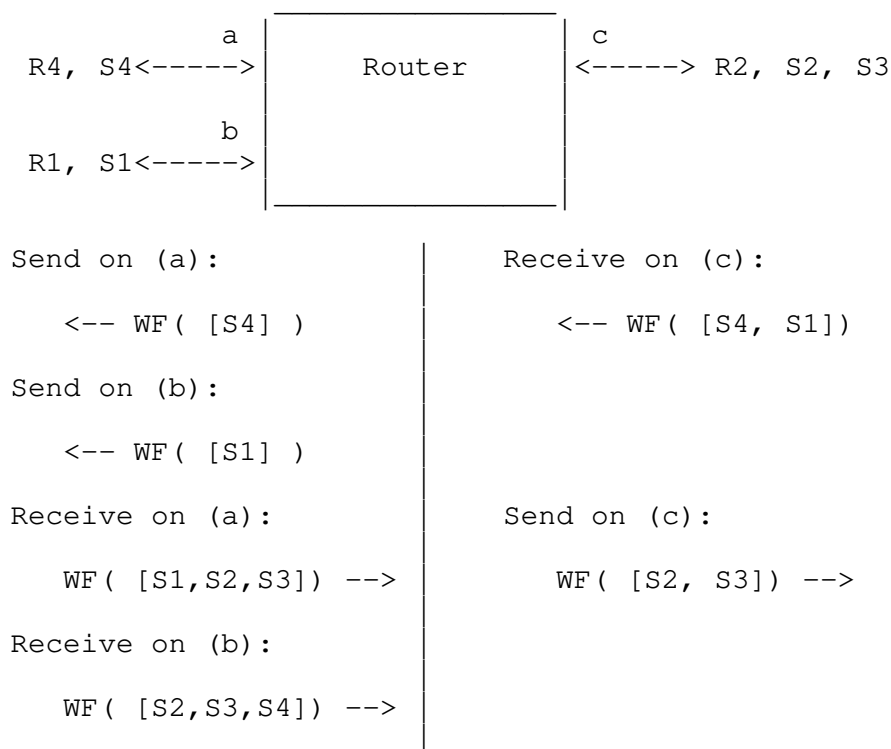 a c
R4, S4<-----> Router <-----> R2, S2, S3
b
R1, S1<----->
Send on (a): | Receive on (c):
<-- WF( [S4] ) <-- WF( [S4, S1])
Send on (b):
<-- WF( [S1] )
Receive on (a): Send on (c):
WF( [S1,S2,S3]) --> WF( [S2, S3]) -->
Receive on (b):
WF( [S2,S3,S4]) -->